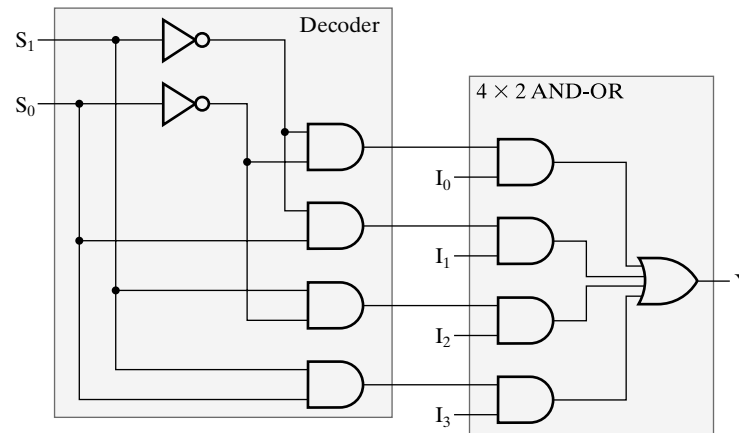 Decoder
S₁
S₀
4 × 2 AND-OR
I₀
I₁
Y
I₂
I₃